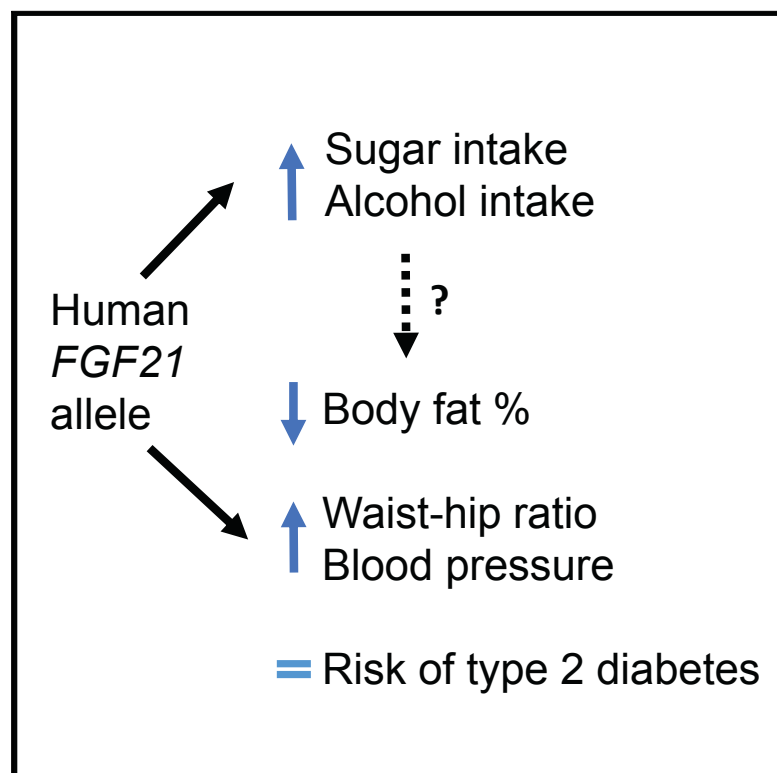 Sugar intake
Alcohol intake
?
Human
FGF21
allele
Body fat %
Waist-hip ratio
Blood pressure
= Risk of type 2 diabetes